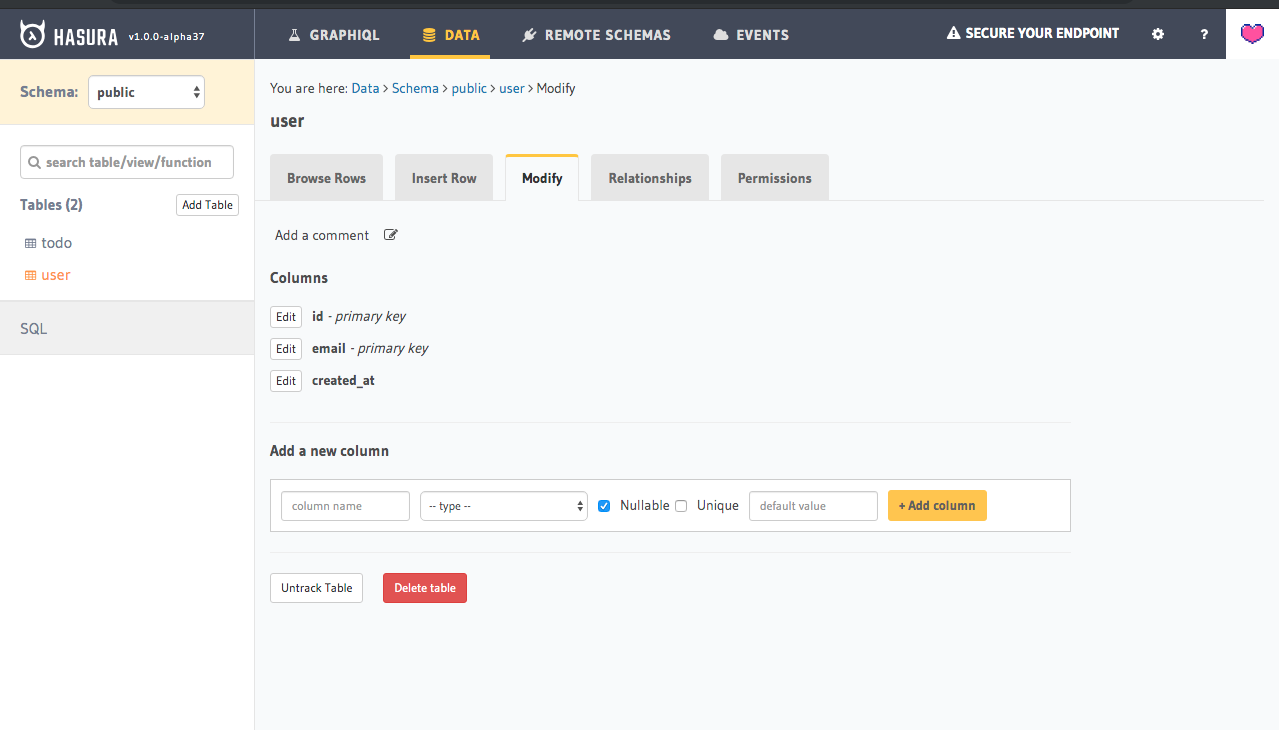 HASURA v1.0.0-alpha37
GRAPHIQL
DATA
REMOTE SCHEMAS
EVENTS
SECURE YOUR ENDPOINT
?
Schema: public
search table/view/function
Tables (2) Add Table
todo
user
SQL
You are here: Data > Schema > public > user > Modify
user
Browse Rows
Insert Row
Modify
Relationships
Permissions
Add a comment
Columns
Edit id - primary key
Edit email - primary key
Edit created_at
Add a new column
column name -- type -- Nullable Unique default value + Add column
Untrack Table Delete table